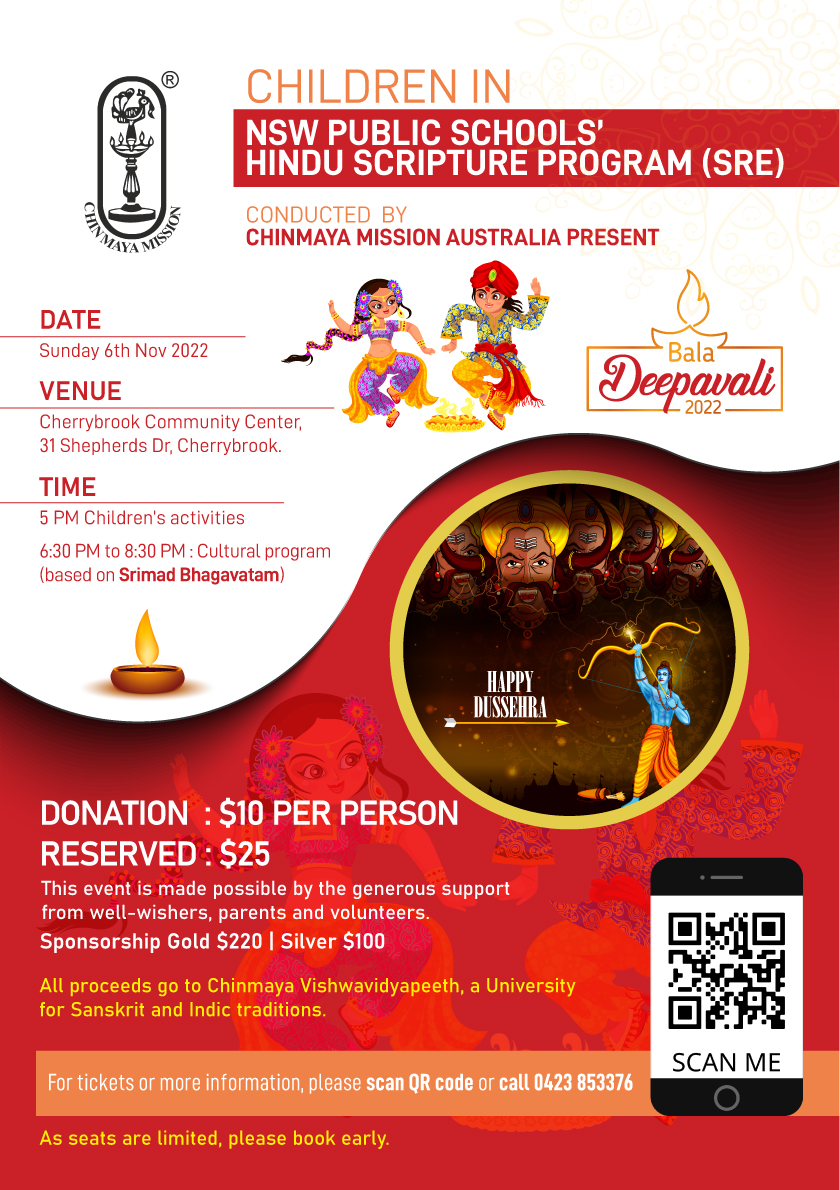 CHINMAYA MISSION
®
CHILDREN IN
NSW PUBLIC SCHOOLS'
HINDU SCRIPTURE PROGRAM (SRE)
CONDUCTED BY
CHINMAYA MISSION AUSTRALIA PRESENT
DATE
Sunday 6th Nov 2022
VENUE
Cherrybrook Community Center,
31 Shepherds Dr, Cherrybrook.
TIME
5 PM Children's activities
6:30 PM to 8:30 PM : Cultural program
(based on Srimad Bhagavatam)
Bala
Deepavali
2022
HAPPY
DUSSEHRA
DONATION : $10 PER PERSON
RESERVED : $25
This event is made possible by the generous support
from well-wishers, parents and volunteers.
Sponsorship Gold $220 | Silver $100
All proceeds go to Chinmaya Vishwavidyapeeth, a University
for Sanskrit and Indic traditions.
SCAN ME
For tickets or more information, please scan QR code or call 0423 853376
As seats are limited, please book early.